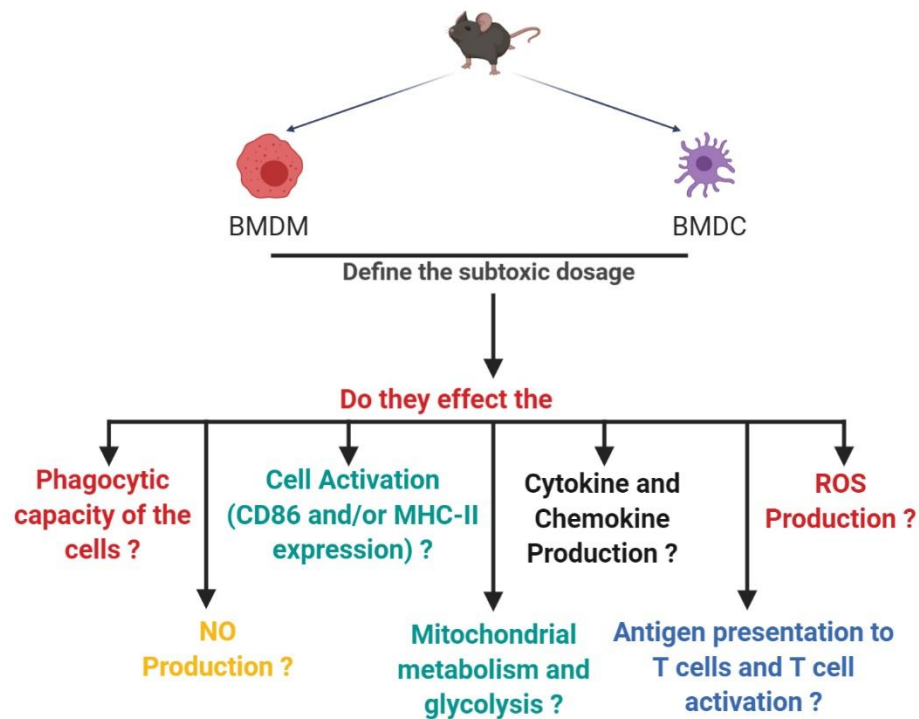 BMDM
BMDC
Define the subtoxic dosage
Do they effect the
Phagocytic
capacity of the
cells ?
Cell Activation
(CD86 and/or MHC-II
expression) ?
Cytokine and
Chemokine
Production ?
ROS
Production ?
NO
Production ?
Mitochondrial
metabolism and
glycolysis ?
Antigen presentation to
T cells and T cell
activation ?